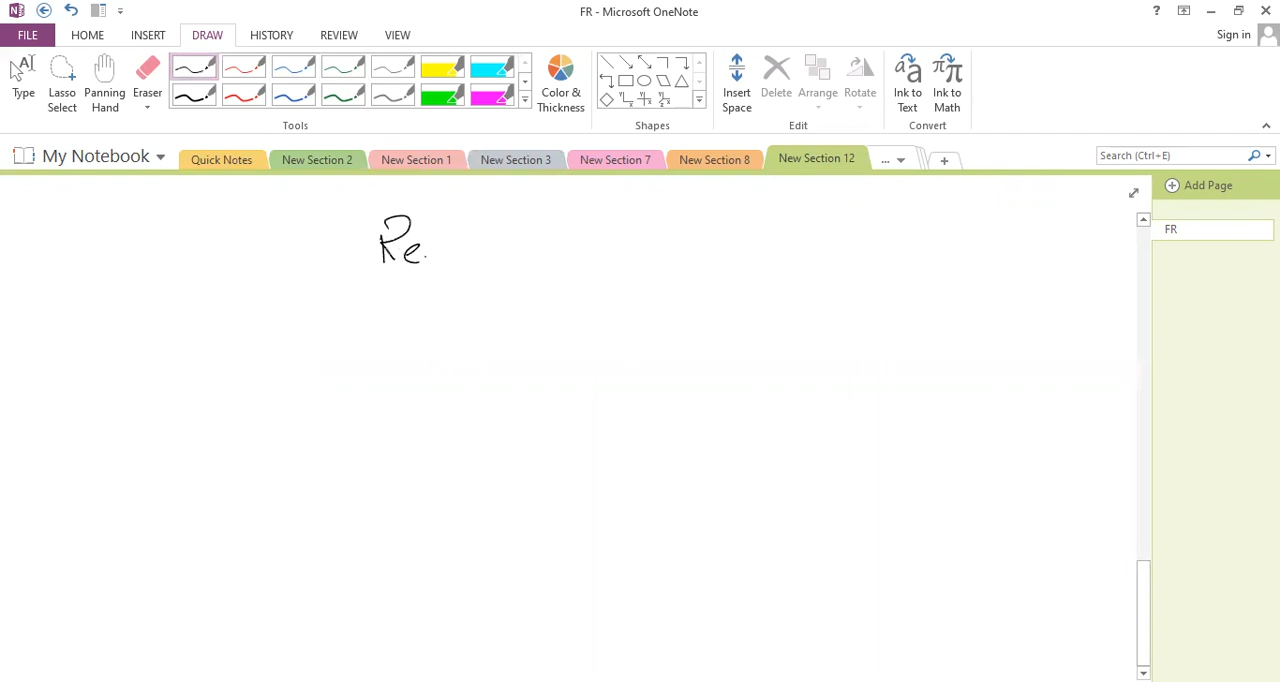 FR - Microsoft OneNote
?
FILE HOME INSERT DRAW HISTORY REVIEW VIEW Sign in
Type Lasso Select Panning Hand Eraser Color & Thickness Insert Space Delete Arrange Rotate Ink to Text Ink to Math
Tools Shapes Edit Convert
My Notebook Quick Notes New Section 2 New Section 1 New Section 3 New Section 7 New Section 8 New Section 12 ... Search (Ctrl+E)
Add Page
FR
Re